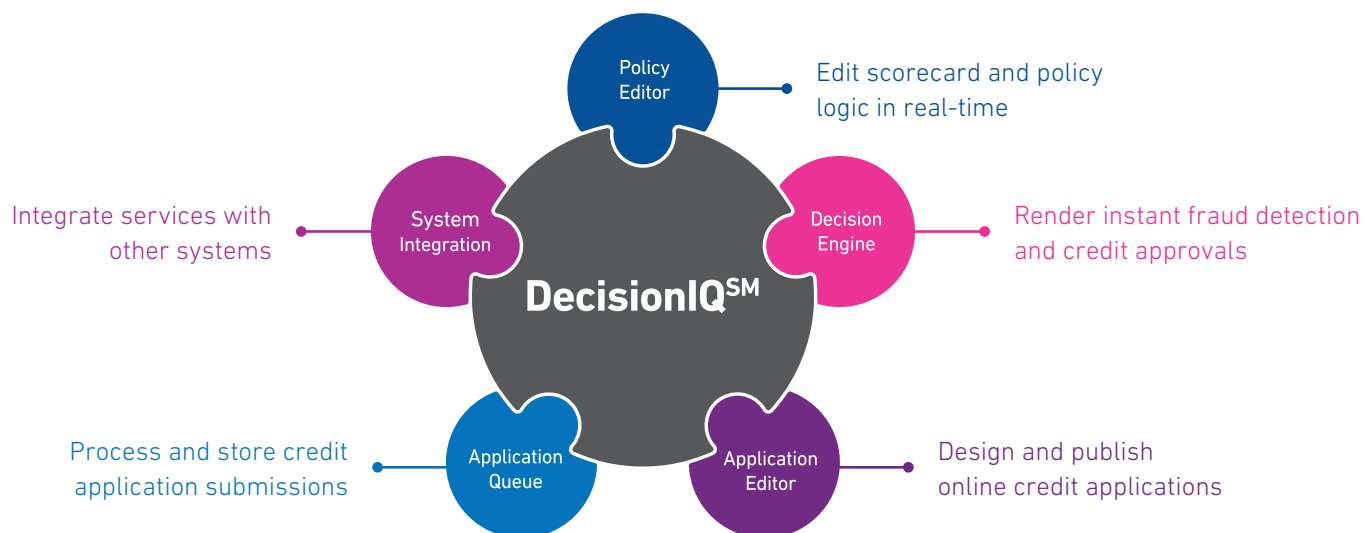 Policy
Editor
Edit scorecard and policy
logic in real-time
System
Integration
Integrate services with
other systems
Decision
Engine
Render instant fraud detection
and credit approvals
DecisionIQSM
Application
Queue
Process and store credit
application submissions
Application
Editor
Design and publish
online credit applications